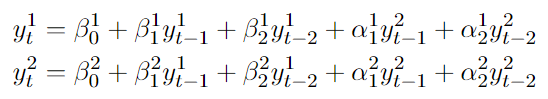 y_t^1 = β_0^1 + β_1^1 y_{t-1}^1 + β_2^1 y_{t-2}^1 + α_1^1 y_{t-1}^2 + α_2^1 y_{t-2}^2
y_t^2 = β_0^2 + β_1^2 y_{t-1}^1 + β_2^2 y_{t-2}^1 + α_1^2 y_{t-1}^2 + α_2^2 y_{t-2}^2